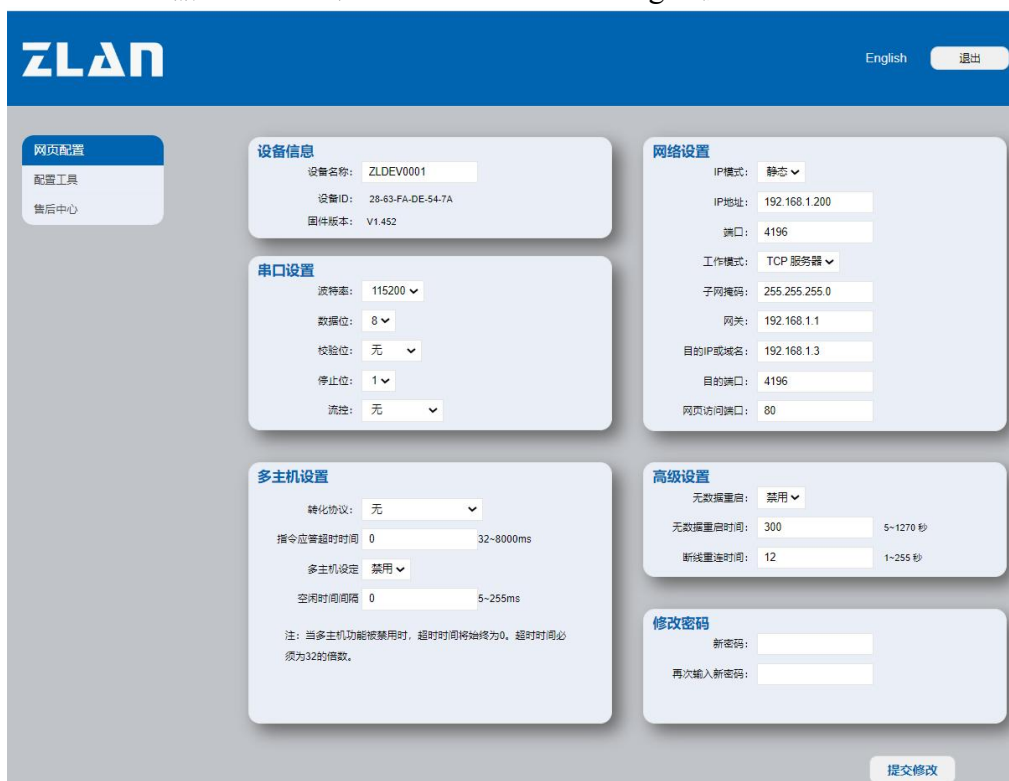 ZLAN
English
退出
网页配置
配置工具
售后中心
设备信息
设备名称: ZLDEV0001
设备ID: 28-63-FA-DE-54-7A
固件版本: V1.452
串口设置
波特率: 115200
数据位: 8
校验位: 无
停止位: 1
流控: 无
多主机设置
转化协议: 无
指令应答超时时间 0 32~8000ms
多主机设定 禁用
空闲时间间隔 0 5~255ms
注: 当多主机功能被禁用时, 超时时间将始终为0。超时时间必
须为32的倍数。
网络设置
IP模式: 静态
IP地址: 192.168.1.200
端口: 4196
工作模式: TCP 服务器
子网掩码: 255.255.255.0
网关: 192.168.1.1
目的IP或域名: 192.168.1.3
目的端口: 4196
网页访问端口: 80
高级设置
无数据重启: 禁用
无数据重启时间: 300 5~1270 秒
断线重连时间: 12 1~255 秒
修改密码
新密码:
再次输入新密码:
提交修改